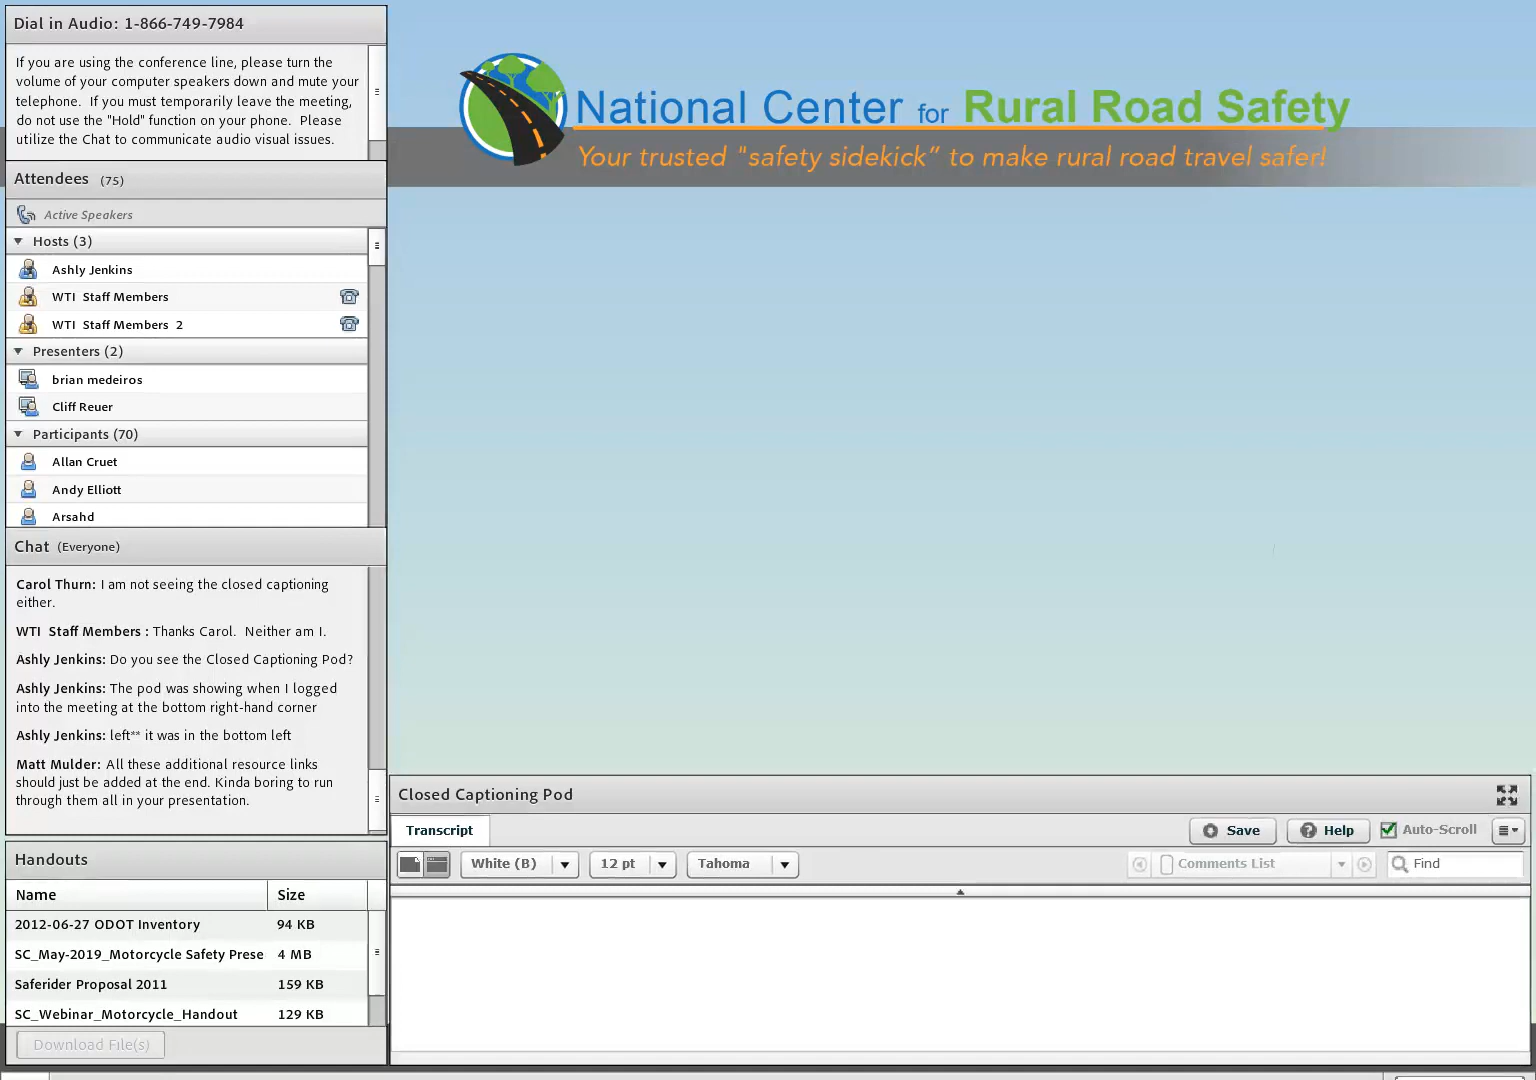 Dial in Audio: 1-866-749-7984
If you are using the conference line, please turn the
volume of your computer speakers down and mute your
telephone. If you must temporarily leave the meeting,
do not use the "Hold" function on your phone. Please
utilize the Chat to communicate audio visual issues.
National Center for Rural Road Safety
Your trusted "safety sidekick” to make rural road travel safer!
Attendees (75)
Active Speakers
Hosts (3)
Ashly Jenkins
WTI Staff Members
WTI Staff Members 2
Presenters (2)
brian medeiros
Cliff Reuer
Participants (70)
Allan Cruet
Andy Elliott
Arsahd
Chat (Everyone)
Carol Thurn: I am not seeing the closed captioning
either.
WTI Staff Members : Thanks Carol. Neither am I.
Ashly Jenkins: Do you see the Closed Captioning Pod?
Ashly Jenkins: The pod was showing when I logged
into the meeting at the bottom right-hand corner
Ashly Jenkins: left** it was in the bottom left
Matt Mulder: All these additional resource links
should just be added at the end. Kinda boring to run
through them all in your presentation.
Handouts
Name Size
2012-06-27 ODOT Inventory 94 KB
SC_May-2019_Motorcycle Safety Prese 4 MB
Saferider Proposal 2011 159 KB
SC_Webinar_Motorcycle_Handout 129 KB
Download File(s)
Closed Captioning Pod
Transcript Save Help Auto-Scroll
White (B) 12 pt Tahoma Comments List Find